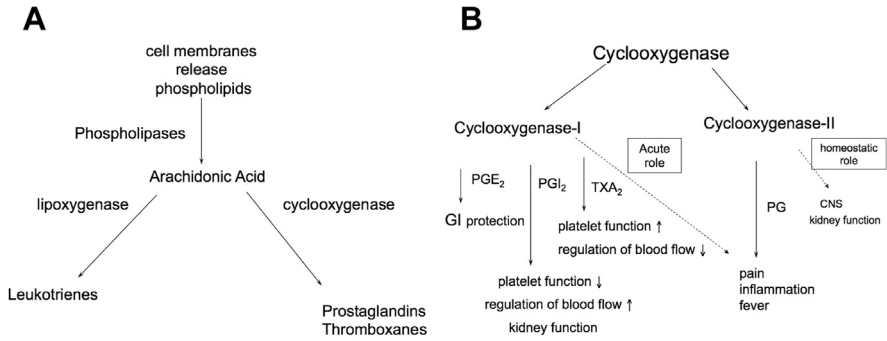 A
cell membranes
release
phospholipids
Phospholipases
Arachidonic Acid
lipoxygenase
cyclooxygenase
Leukotrienes
Prostaglandins
Thromboxanes
B
Cyclooxygenase
Cyclooxygenase-I
Cyclooxygenase-II
Acute
role
homeostatic
role
PGE₂
PGI₂
TXA₂
PG
CNS
kidney function
GI protection
platelet function ↑
regulation of blood flow ↓
platelet function ↓
regulation of blood flow ↑
kidney function
pain
inflammation
fever